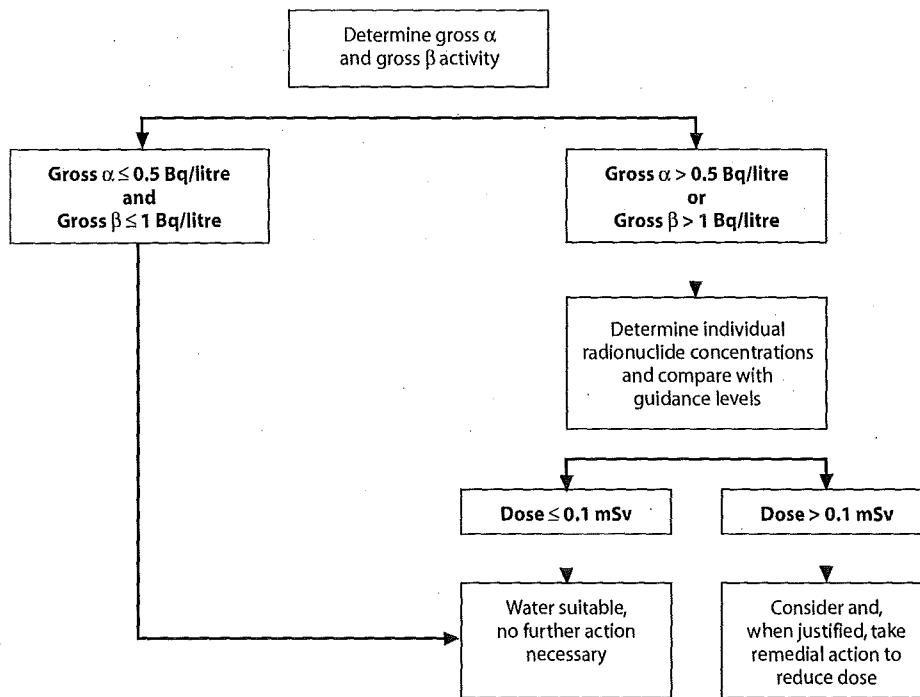 Determine gross α
and gross β activity
Gross α ≤ 0.5 Bq/litre
and
Gross β ≤ 1 Bq/litre
Gross α > 0.5 Bq/litre
or
Gross β > 1 Bq/litre
Determine individual
radionuclide concentrations
and compare with
guidance levels
Dose ≤ 0.1 mSv
Dose > 0.1 mSv
Water suitable,
no further action
necessary
Consider and,
when justified, take
remedial action to
reduce dose